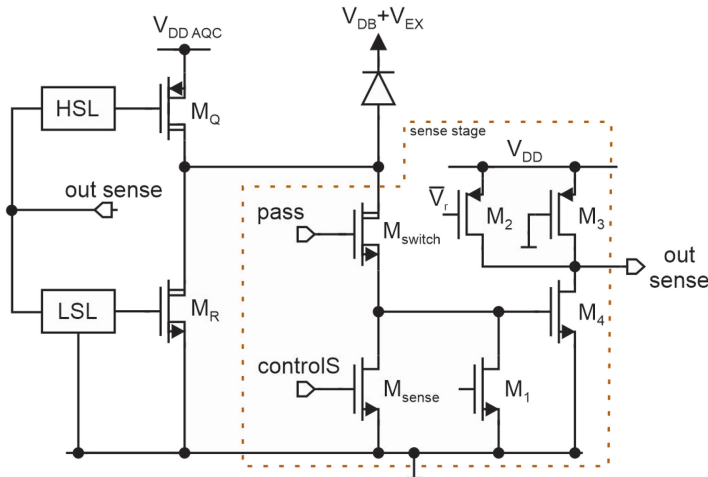 V_DB+V_EX
V_DD AQC
HSL
M_Q
sense stage
V_DD
out sense
pass
V̅_r
M_2
M_3
M_switch
out
sense
LSL
M_R
M_4
controlS
M_sense
M_1